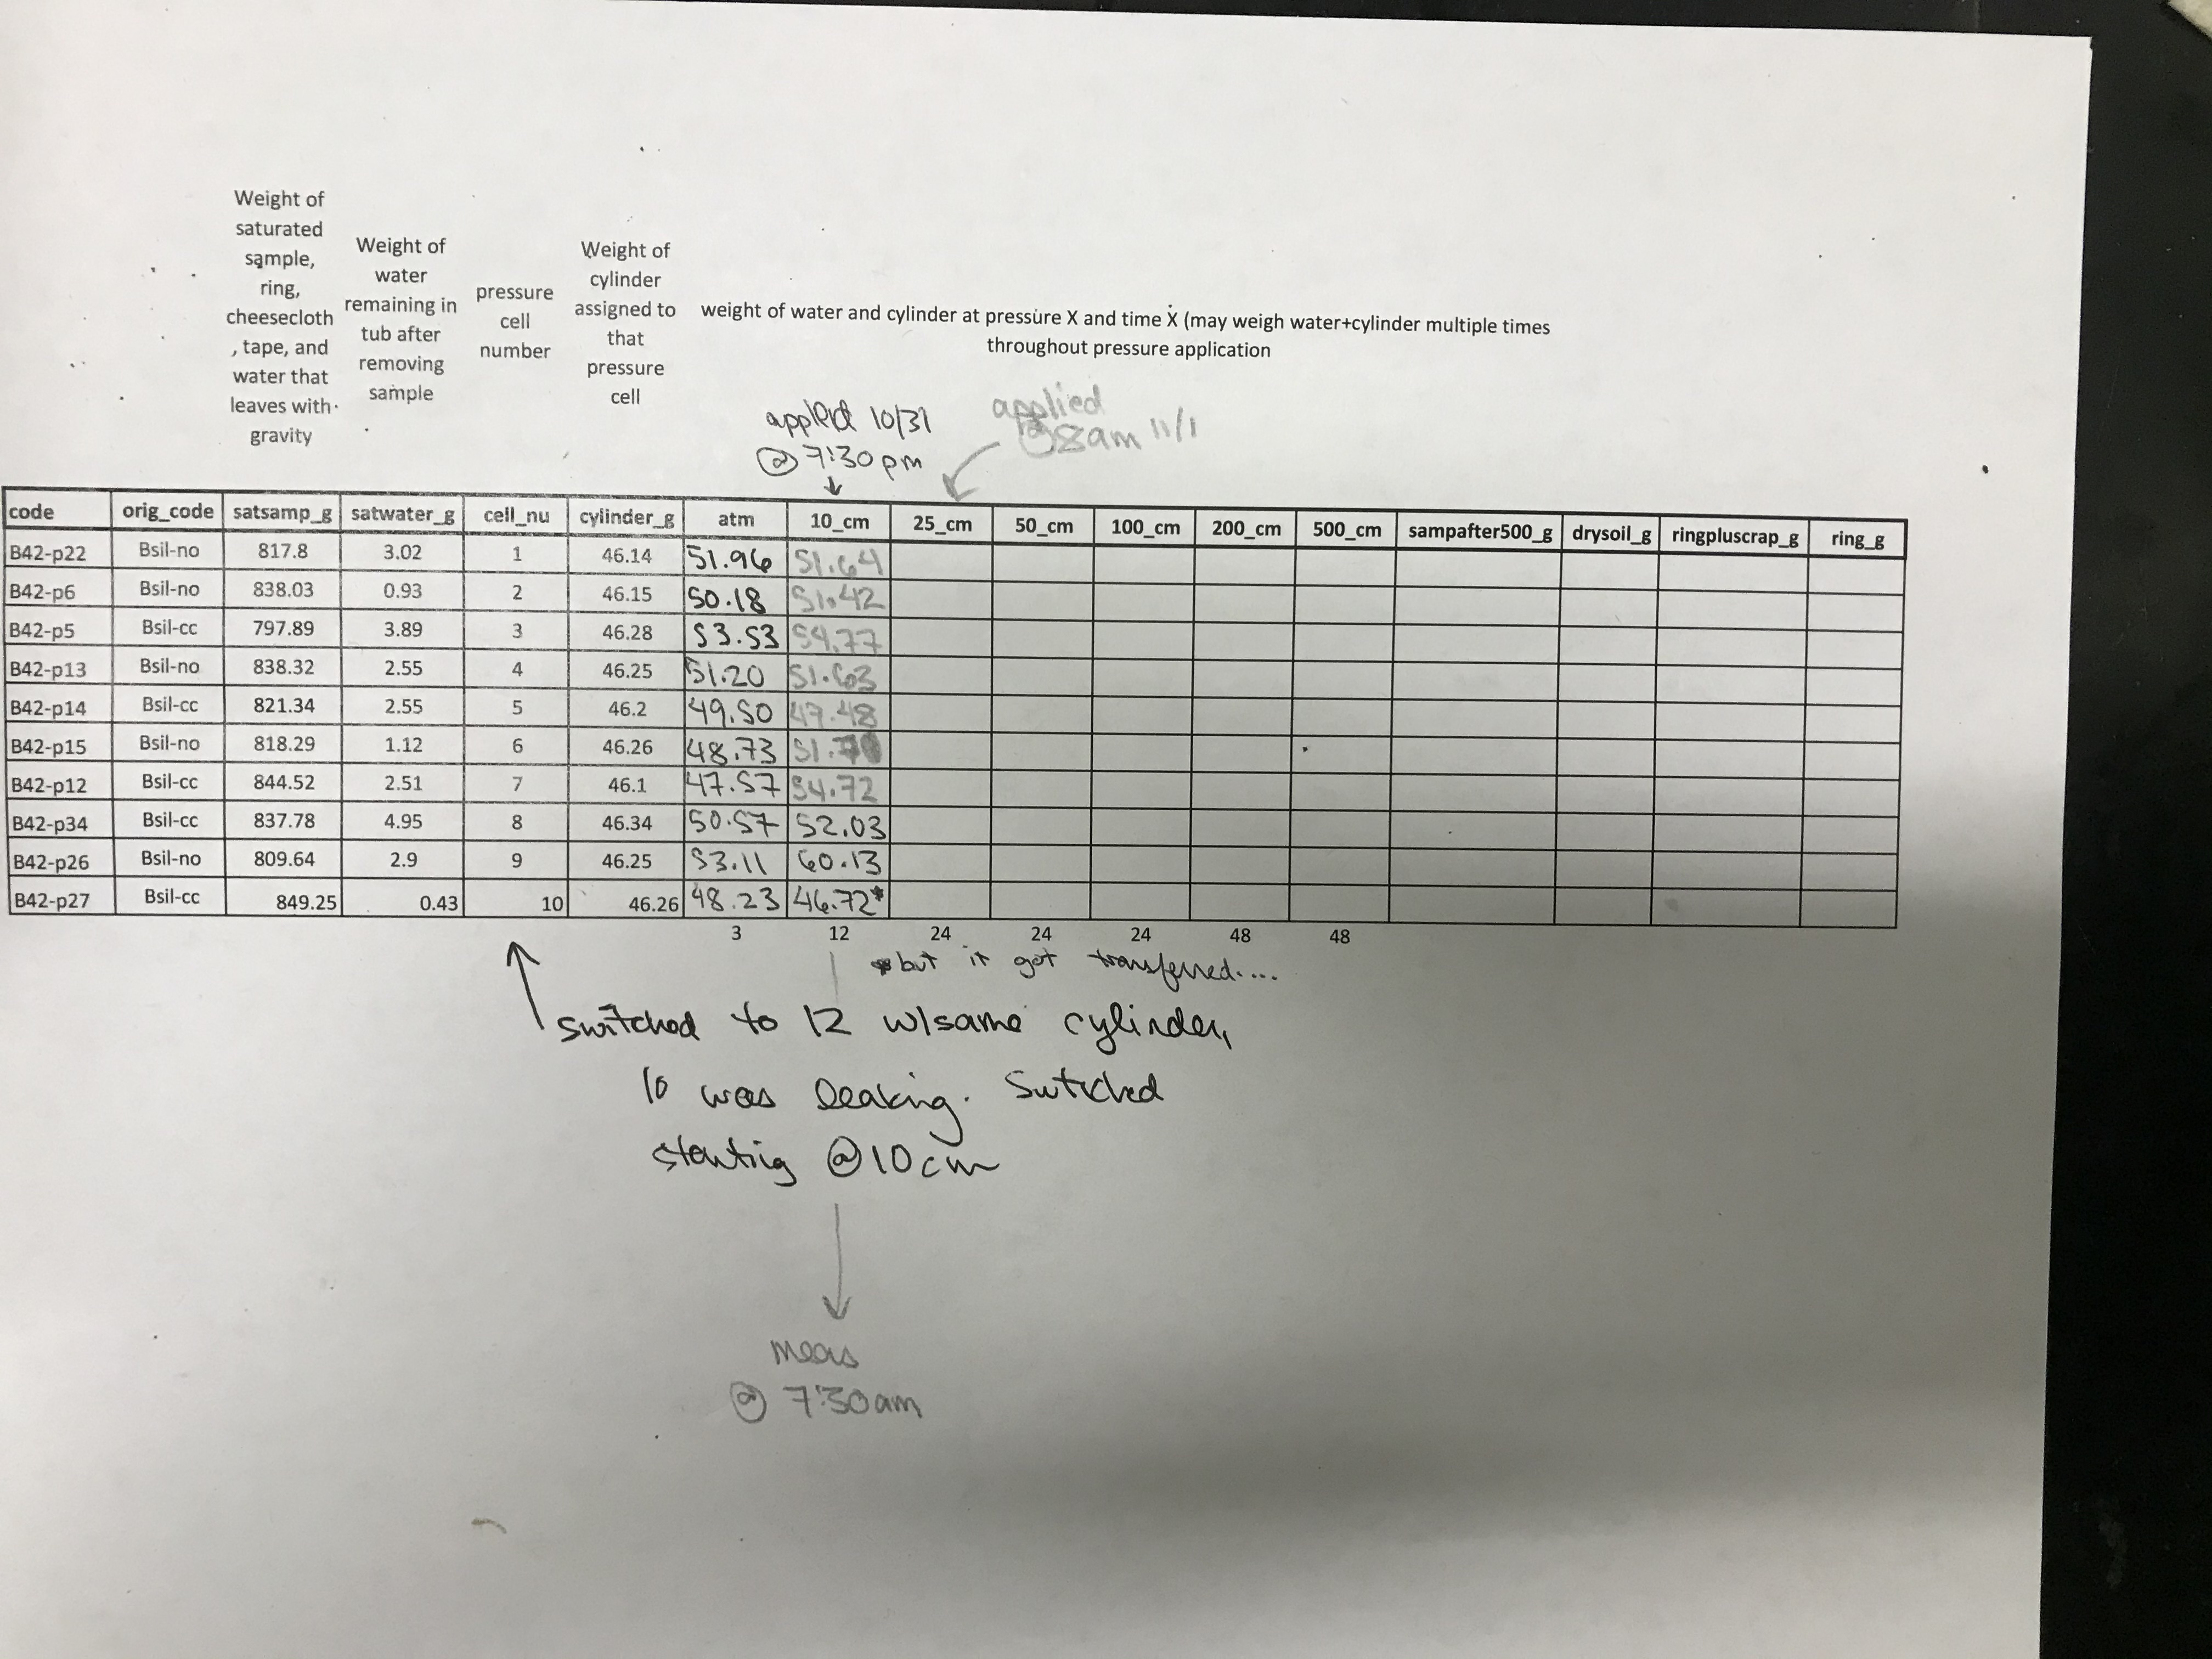 Weight of
saturated
sample,
ring,
cheesecloth
, tape, and
water that
leaves with
gravity
Weight of
water
remaining in
tub after
removing
sample
pressure
cell
number
Weight of
cylinder
assigned to
that
pressure
cell
weight of water and cylinder at pressure X and time X (may weigh water+cylinder multiple times
throughout pressure application
applied 10/31
@ 7:30 pm
applied
@ 8am 11/1
code orig_code satsamp_g satwater_g cell_nu cylinder_g atm 10_cm 25_cm 50_cm 100_cm 200_cm 500_cm sampafter500_g drysoil_g ringpluscrap_g ring_g
B42-p22 Bsil-no 817.8 3.02 1 46.14 51.96 51.64
B42-p6 Bsil-no 838.03 0.93 2 46.15 50.18 51.42
B42-p5 Bsil-cc 797.89 3.89 3 46.28 53.53 54.77
B42-p13 Bsil-no 838.32 2.55 4 46.25 51.20 51.63
B42-p14 Bsil-cc 821.34 2.55 5 46.2 49.50 47.48
B42-p15 Bsil-no 818.29 1.12 6 46.26 48.73
B42-p12 Bsil-cc 844.52 2.51 7 46.1 47.57 54.72
B42-p34 Bsil-cc 837.78 4.95 8 46.34 50.57 52.03
B42-p26 Bsil-no 809.64 2.9 9 46.25 53.11 60.13
B42-p27 Bsil-cc 849.25 0.43 10 46.26 48.23 46.72*
3 12 24 24 24 48 48
* but it got transferred....
switched to 12 w/same cylinder,
10 was leaking. Switched
starting @ 10cm
meas
@ 7:30am